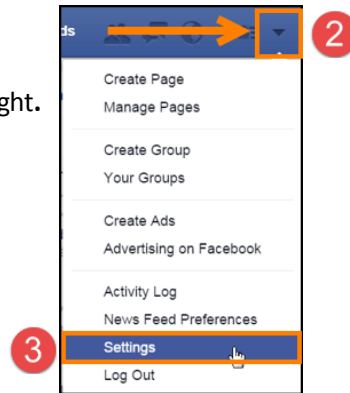 ds
2
Create Page
ght.
Manage Pages
Create Group
Your Groups
Create Ads
Advertising on Facebook
Activity Log
News Feed Preferences
3
Settings
Log Out